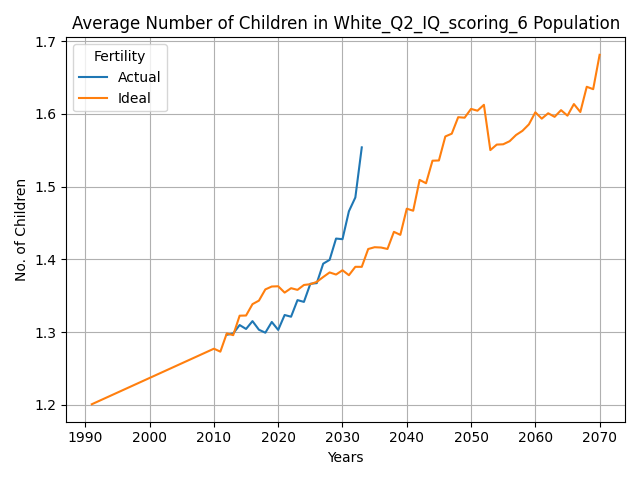 Average Number of Children in White_Q2_IQ_scoring_6 Population
1.7
1.6
1.5
1.4
1.3
1.2
No. of Children
Fertility
Actual
Ideal
1990 2000 2010 2020 2030 2040 2050 2060 2070
Years